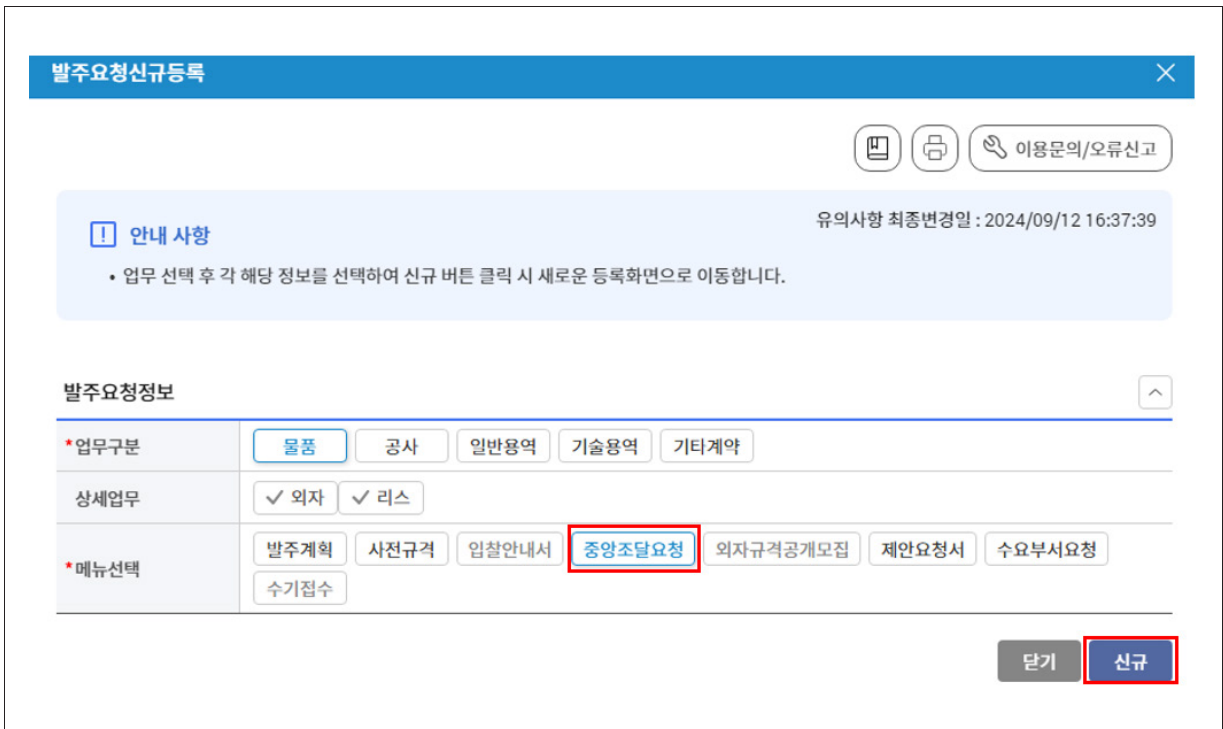 발주요청신규등록
이용문의/오류신고
안내 사항
유의사항 최종변경일 : 2024/09/12 16:37:39
• 업무 선택 후 각 해당 정보를 선택하여 신규 버튼 클릭 시 새로운 등록화면으로 이동합니다.
발주요청정보
*업무구분 물품 공사 일반용역 기술용역 기타계약
상세업무 외자 리스
*메뉴선택 발주계획 사전규격 입찰안내서 중앙조달요청 외자규격공개모집 제안요청서 수요부서요청
수기접수
닫기 신규